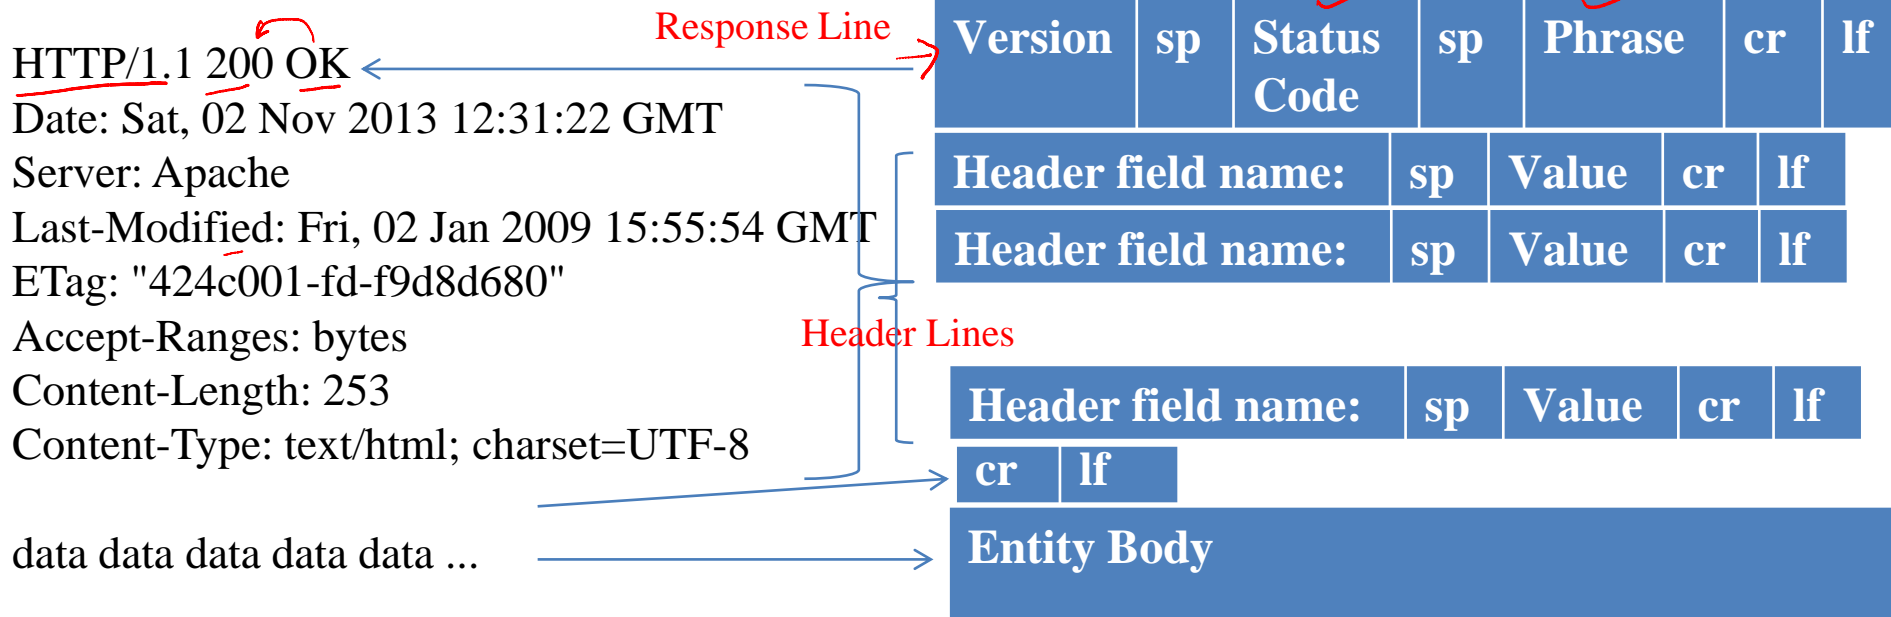 HTTP/1.1 200 OK
Date: Sat, 02 Nov 2013 12:31:22 GMT
Server: Apache
Last-Modified: Fri, 02 Jan 2009 15:55:54 GMT
ETag: "424c001-fd-f9d8d680"
Accept-Ranges: bytes
Content-Length: 253
Content-Type: text/html; charset=UTF-8
data data data data data ...
Response Line
Header Lines
Version sp Status Code sp Phrase cr lf
Header field name: sp Value cr lf
Header field name: sp Value cr lf
Header field name: sp Value cr lf
cr lf
Entity Body